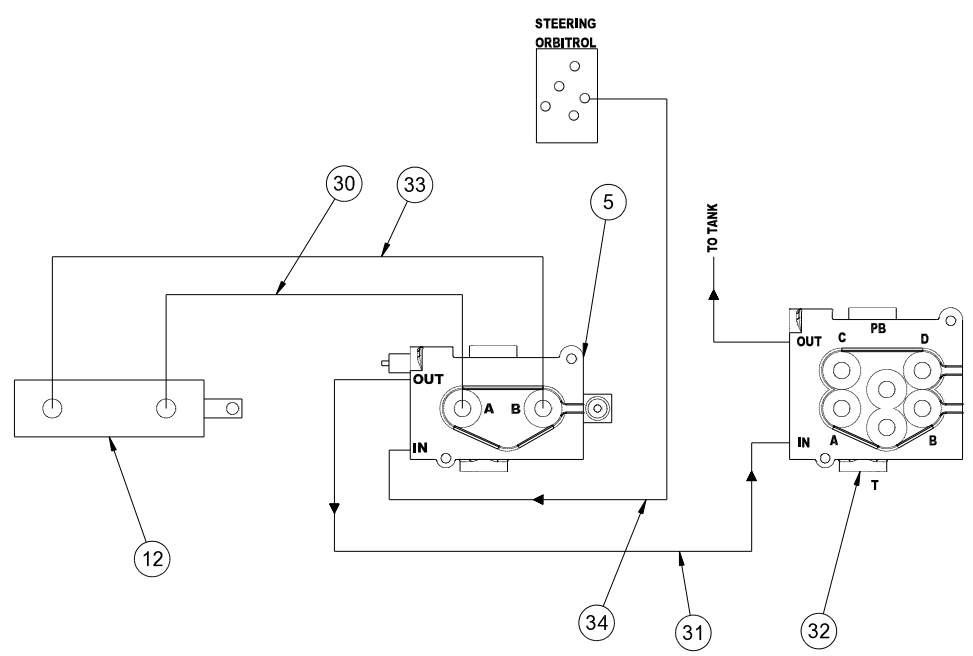 STEERING
ORBITROL
30
33
5
TO TANK
OUT
C
PB
D
OUT
A
B
IN
IN
A
B
T
12
34
31
32